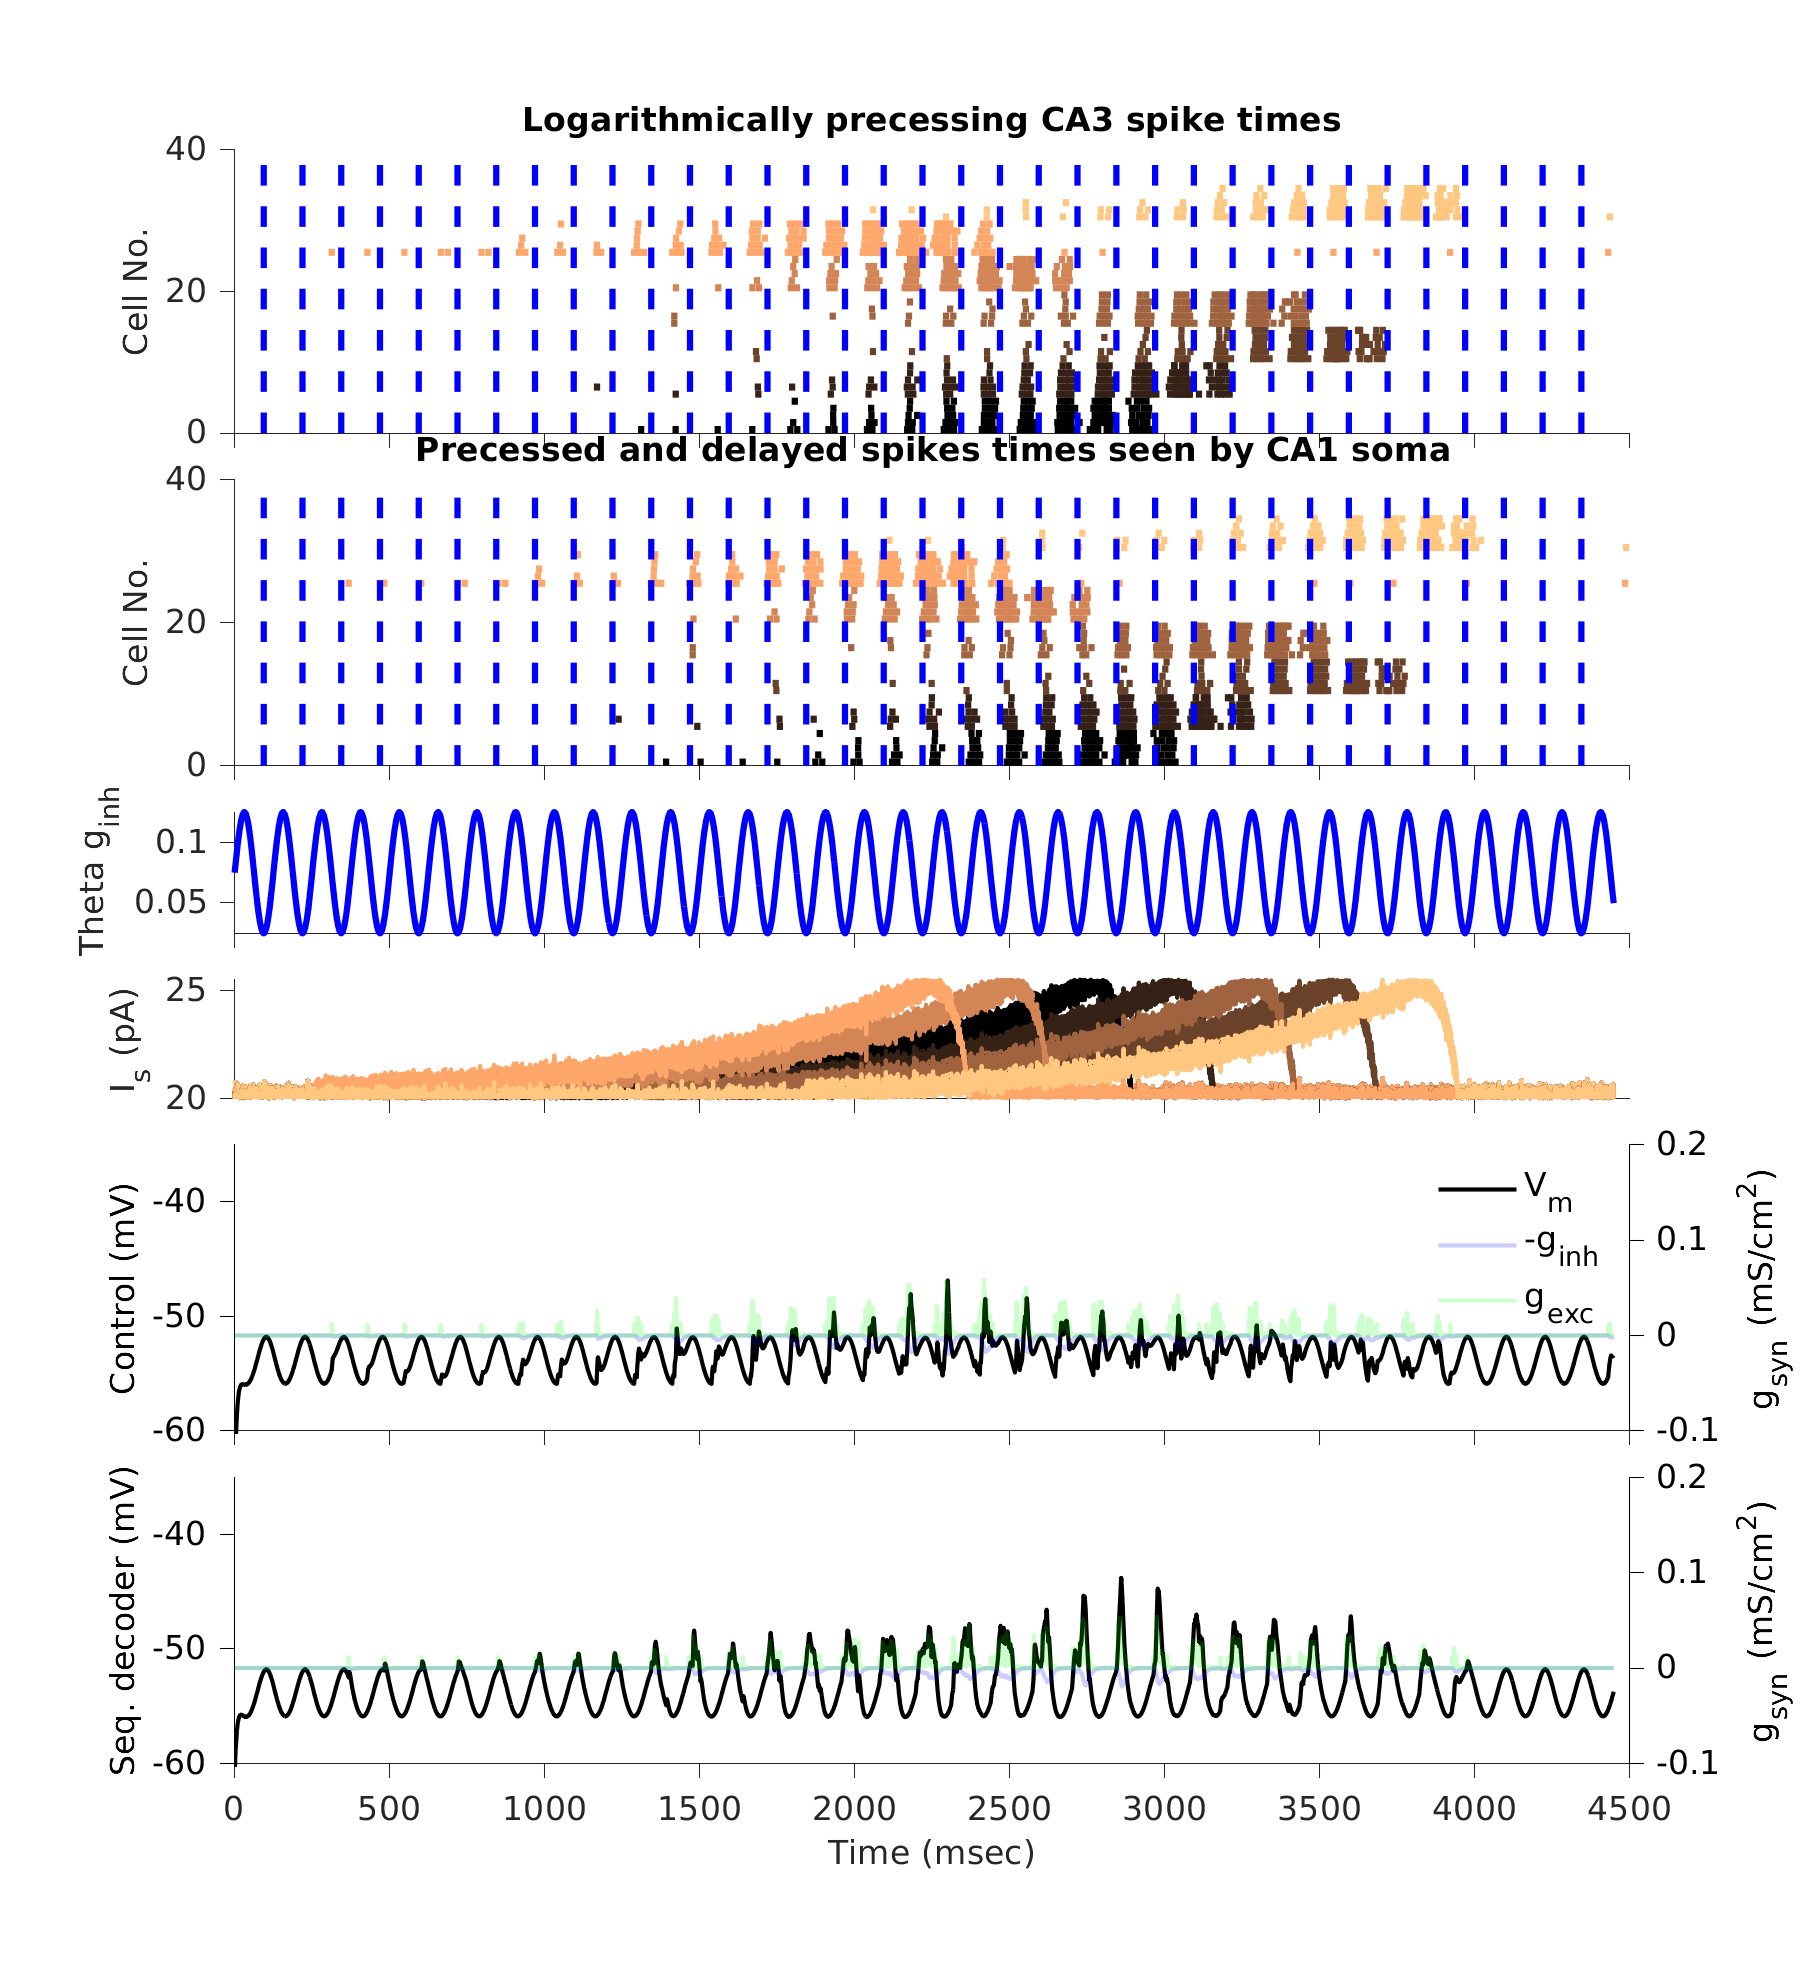 Logarithmically precessing CA3 spike times
40
20
0
Cell No.
Precessed and delayed spikes times seen by CA1 soma
40
20
0
Cell No.
0.1
0.05
Theta g_inh
25
20
I_s (pA)
-40
-50
-60
Control (mV)
V_m
-g_inh
g_exc
0.2
0.1
0
-0.1
g_syn (mS/cm^2)
-40
-50
-60
Seq. decoder (mV)
0.2
0.1
0
-0.1
g_syn (mS/cm^2)
0 500 1000 1500 2000 2500 3000 3500 4000 4500
Time (msec)